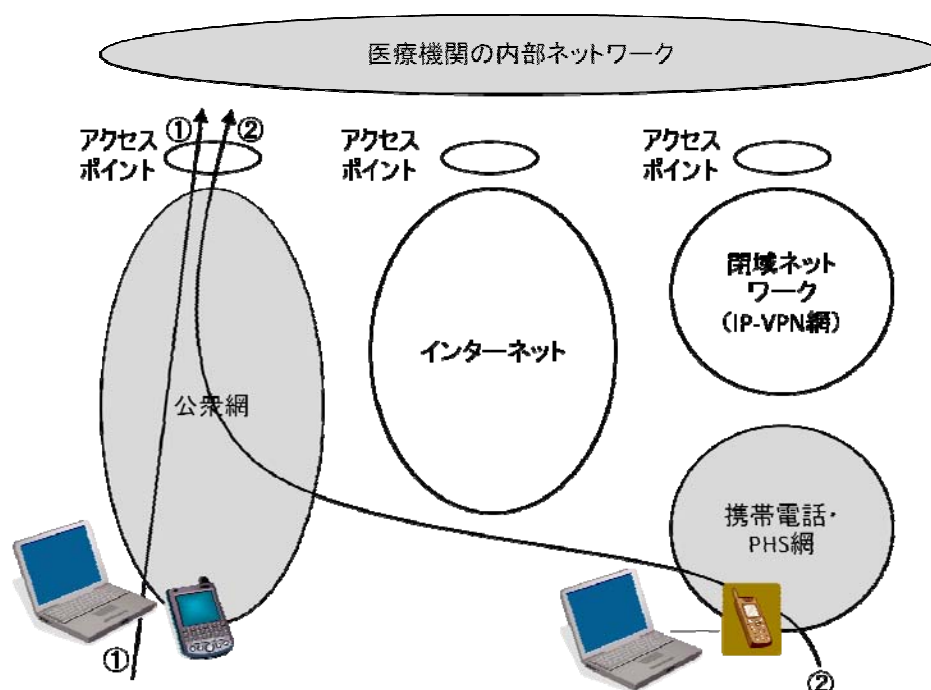 医療機関の内部ネットワーク
①
②
アクセス
ポイント
アクセス
ポイント
アクセス
ポイント
閉域ネット
ワーク
（IP-VPN網）
インターネット
公衆網
携帯電話・
PHS網
①
②